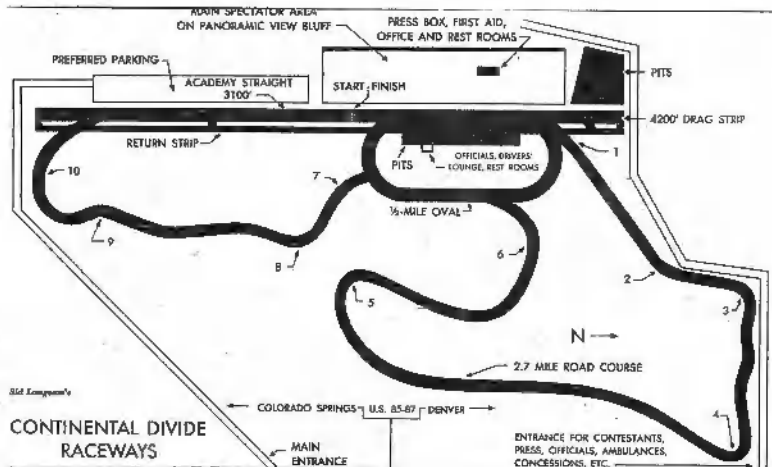 MAIN SPECTATOR AREA
ON PANORAMIC VIEW BLUFF
PRESS BOX, FIRST AID,
OFFICE AND REST ROOMS
PREFERRED PARKING
ACADEMY STRAIGHT
3100'
START-FINISH
PITS
4200' DRAG STRIP
RETURN STRIP
PITS
OFFICIALS, DRIVERS'
LOUNGE, REST ROOMS
1
10
7
½-MILE OVAL
9
8
6
2
5
3
N
2.7 MILE ROAD COURSE
4
COLORADO SPRINGS
U.S. 85-87
DENVER
CONTINENTAL DIVIDE
RACEWAYS
MAIN
ENTRANCE
ENTRANCE FOR CONTESTANTS,
PRESS, OFFICIALS, AMBULANCES,
CONCESSIONS, ETC.